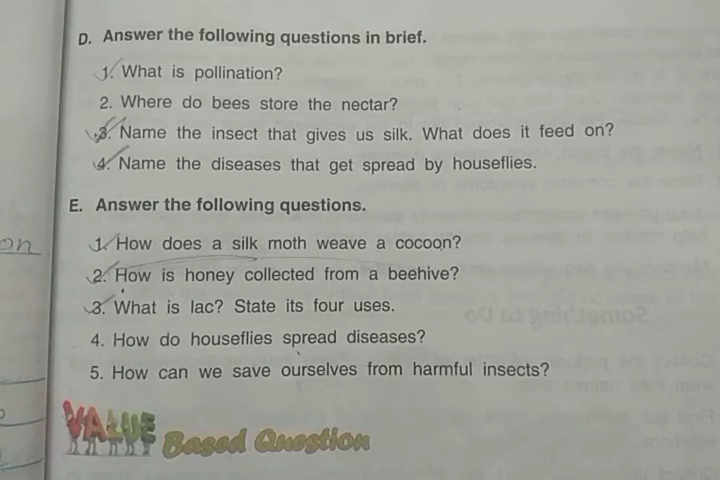 D. Answer the following questions in brief.
1. What is pollination?
2. Where do bees store the nectar?
3. Name the insect that gives us silk. What does it feed on?
4. Name the diseases that get spread by houseflies.
E. Answer the following questions.
on
1. How does a silk moth weave a cocoon?
2. How is honey collected from a beehive?
3. What is lac? State its four uses.
4. How do houseflies spread diseases?
5. How can we save ourselves from harmful insects?
VALUE
Based Question
Something to Do